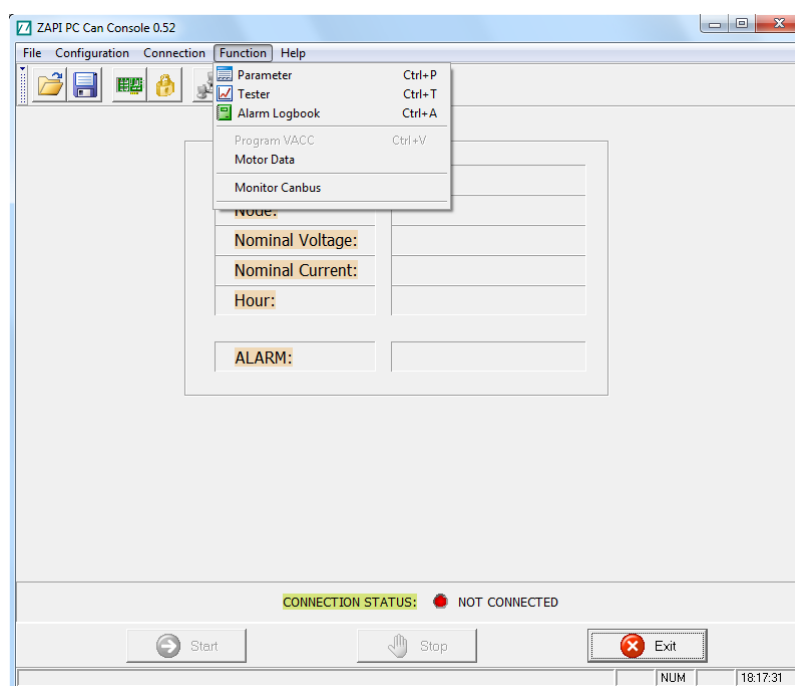 ZAPI PC Can Console 0.52
File Configuration Connection Function Help
Parameter Ctrl+P
Tester Ctrl+T
Alarm Logbook Ctrl+A
Program VACC Ctrl+V
Motor Data
Monitor Canbus
Node:
Nominal Voltage:
Nominal Current:
Hour:
ALARM:
CONNECTION STATUS: NOT CONNECTED
Start Stop Exit
NUM 18:17:31